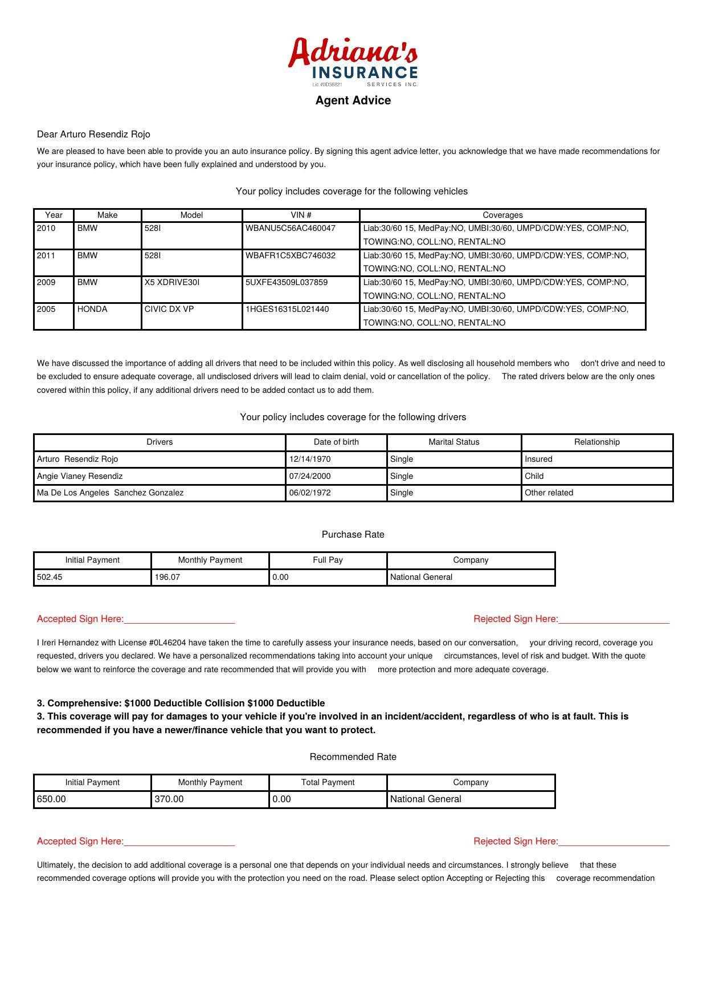 Adriana's
INSURANCE
Lic.#0D36821 SERVICES INC.
Agent Advice
Dear Arturo Resendiz Rojo
We are pleased to have been able to provide you an auto insurance policy. By signing this agent advice letter, you acknowledge that we have made recommendations for
your insurance policy, which have been fully explained and understood by you.
Your policy includes coverage for the following vehicles
Year Make Model VIN # Coverages
2010 BMW 528I WBANU5C56AC460047 Liab:30/60 15, MedPay:NO, UMBI:30/60, UMPD/CDW:YES, COMP:NO,
TOWING:NO, COLL:NO, RENTAL:NO
2011 BMW 528I WBAFR1C5XBC746032 Liab:30/60 15, MedPay:NO, UMBI:30/60, UMPD/CDW:YES, COMP:NO,
TOWING:NO, COLL:NO, RENTAL:NO
2009 BMW X5 XDRIVE30I 5UXFE43509L037859 Liab:30/60 15, MedPay:NO, UMBI:30/60, UMPD/CDW:YES, COMP:NO,
TOWING:NO, COLL:NO, RENTAL:NO
2005 HONDA CIVIC DX VP 1HGES16315L021440 Liab:30/60 15, MedPay:NO, UMBI:30/60, UMPD/CDW:YES, COMP:NO,
TOWING:NO, COLL:NO, RENTAL:NO
We have discussed the importance of adding all drivers that need to be included within this policy. As well disclosing all household members who don't drive and need to
be excluded to ensure adequate coverage, all undisclosed drivers will lead to claim denial, void or cancellation of the policy. The rated drivers below are the only ones
covered within this policy, if any additional drivers need to be added contact us to add them.
Your policy includes coverage for the following drivers
Drivers Date of birth Marital Status Relationship
Arturo Resendiz Rojo 12/14/1970 Single Insured
Angie Vianey Resendiz 07/24/2000 Single Child
Ma De Los Angeles Sanchez Gonzalez 06/02/1972 Single Other related
Purchase Rate
Initial Payment Monthly Payment Full Pay Company
502.45 196.07 0.00 National General
Accepted Sign Here:_____________________ Rejected Sign Here:_____________________
I Ireri Hernandez with License #0L46204 have taken the time to carefully assess your insurance needs, based on our conversation, your driving record, coverage you
requested, drivers you declared. We have a personalized recommendations taking into account your unique circumstances, level of risk and budget. With the quote
below we want to reinforce the coverage and rate recommended that will provide you with more protection and more adequate coverage.
3. Comprehensive: $1000 Deductible Collision $1000 Deductible
3. This coverage will pay for damages to your vehicle if you're involved in an incident/accident, regardless of who is at fault. This is
recommended if you have a newer/finance vehicle that you want to protect.
Recommended Rate
Initial Payment Monthly Payment Total Payment Company
650.00 370.00 0.00 National General
Accepted Sign Here:_____________________ Rejected Sign Here:_____________________
Ultimately, the decision to add additional coverage is a personal one that depends on your individual needs and circumstances. I strongly believe that these
recommended coverage options will provide you with the protection you need on the road. Please select option Accepting or Rejecting this coverage recommendation